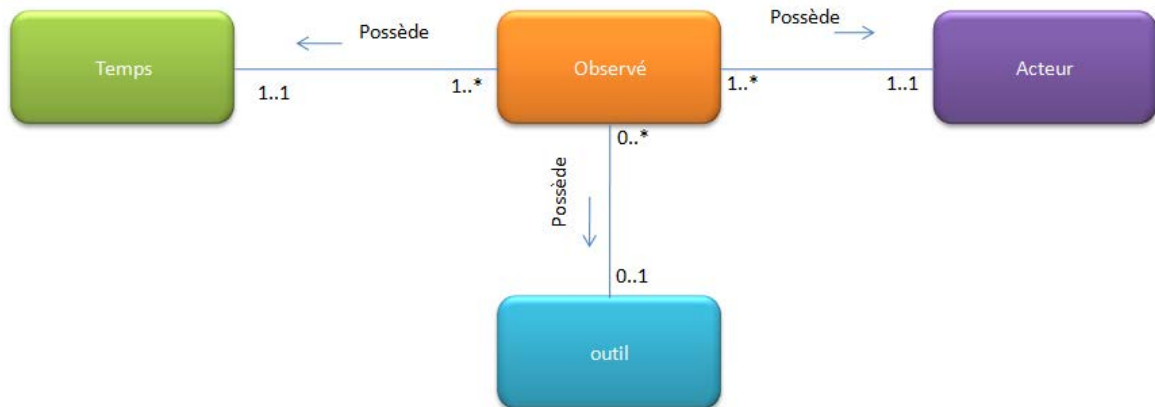 Possède
Possède
Temps
Observé
Acteur
1..1
1..*
1..*
1..1
0..*
Possède
0..1
outil